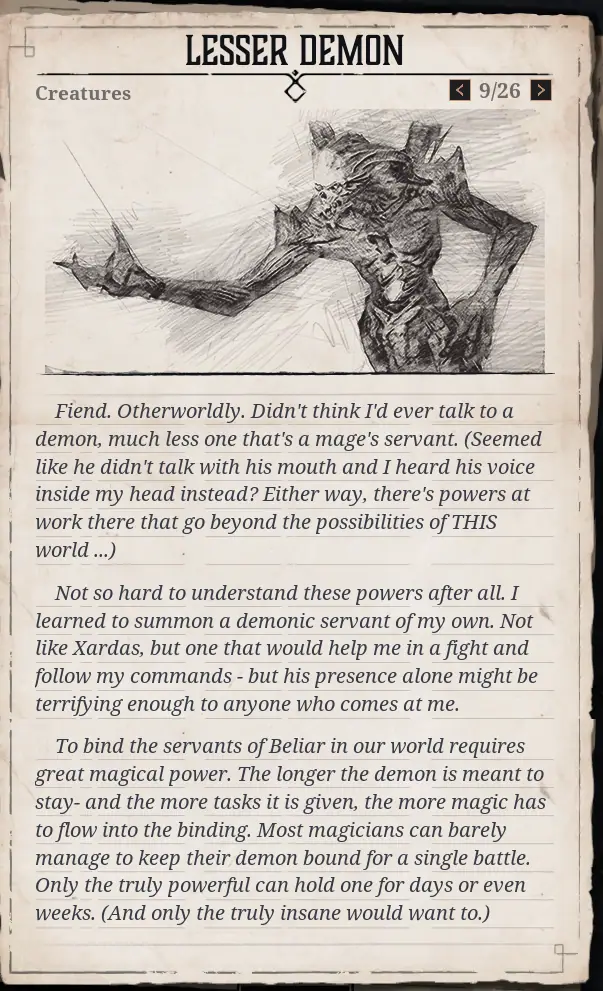 LESSER DEMON
Creatures
< 9/26 >
Fiend. Otherworldly. Didn't think I'd ever talk to a
demon, much less one that's a mage's servant. (Seemed
like he didn't talk with his mouth and I heard his voice
inside my head instead? Either way, there's powers at
work there that go beyond the possibilities of THIS
world ...)
Not so hard to understand these powers after all. I
learned to summon a demonic servant of my own. Not
like Xardas, but one that would help me in a fight and
follow my commands - but his presence alone might be
terrifying enough to anyone who comes at me.
To bind the servants of Beliar in our world requires
great magical power. The longer the demon is meant to
stay- and the more tasks it is given, the more magic has
to flow into the binding. Most magicians can barely
manage to keep their demon bound for a single battle.
Only the truly powerful can hold one for days or even
weeks. (And only the truly insane would want to.)